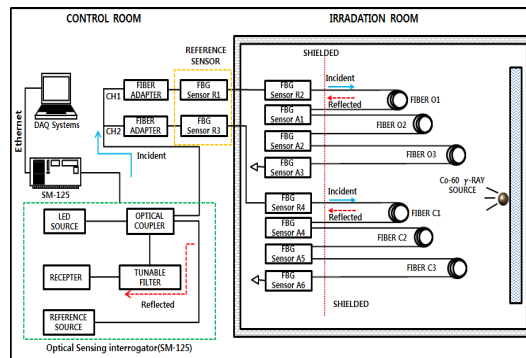 CONTROL ROOM
IRRADATION ROOM
REFERENCE
SENSOR
SHIELDED
DAQ Systems
Ethernet
SM-125
CH1
CH2
FIBER
ADAPTER
FBG
Sensor R1
FIBER
ADAPTER
FBG
Sensor R3
Incident
FBG
Sensor R2
Incident
Reflected
FBG
Sensor A1
FIBER O1
FIBER O2
FBG
Sensor A2
FIBER O3
FBG
Sensor A3
Co-60 γ-RAY
SOURCE
FBG
Sensor R4
Incident
Reflected
FBG
Sensor A4
FIBER C1
FIBER C2
FBG
Sensor A5
FIBER C3
FBG
Sensor A6
SHIELDED
LED
SOURCE
OPTICAL
COUPLER
RECEPTER
TUNABLE
FILTER
Reflected
REFERENCE
SOURCE
Optical Sensing interrogator(SM-125)